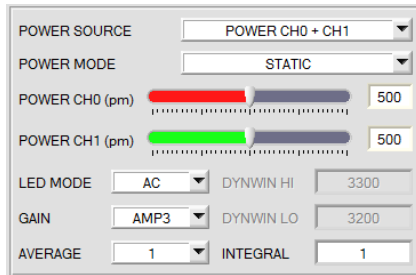 POWER SOURCE POWER CH0 + CH1
POWER MODE STATIC
POWER CH0 (pm) 500
POWER CH1 (pm) 500
LED MODE AC DYNWIN HI 3300
GAIN AMP3 DYNWIN LO 3200
AVERAGE 1 INTEGRAL 1